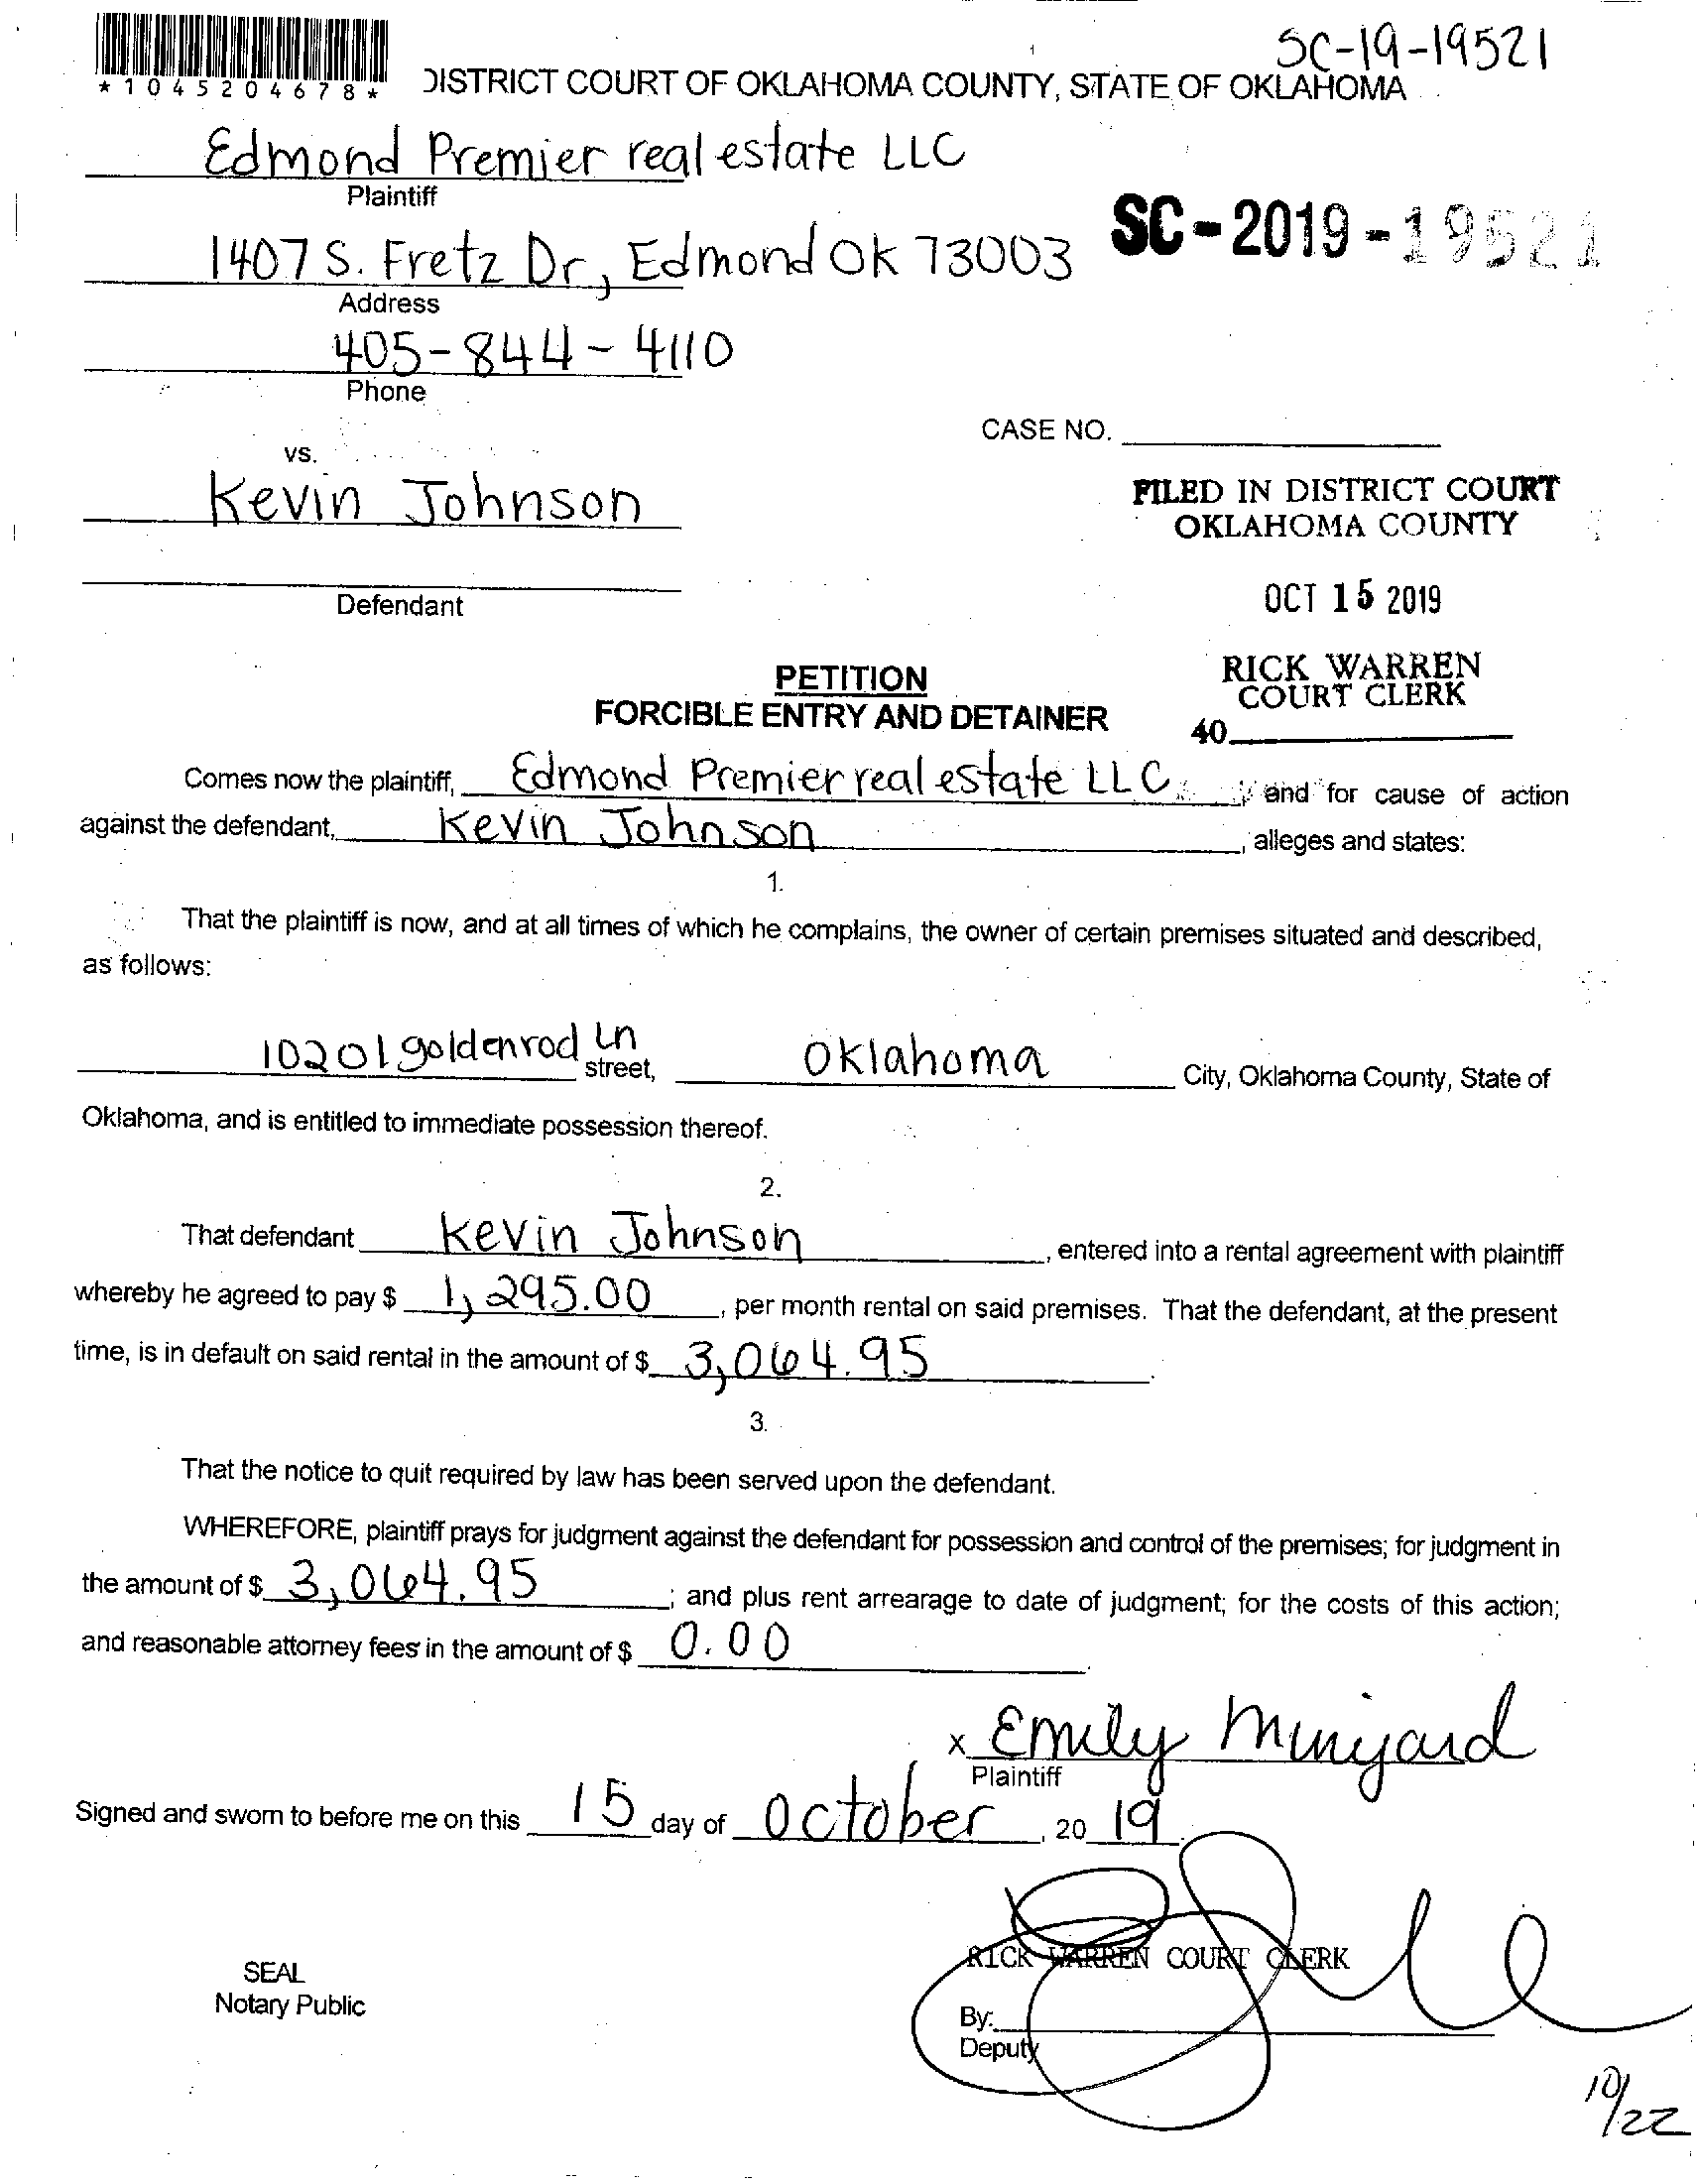 SC-19-19521
*1045204678*
DISTRICT COURT OF OKLAHOMA COUNTY, STATE OF OKLAHOMA
Edmond Premier real estate LLC
Plaintiff
SC-2019-19521
1407 S. Fretz Dr, Edmond Ok 73003
Address
405-844-4110
Phone
CASE NO.
vs.
Kevin Johnson
FILED IN DISTRICT COURT
OKLAHOMA COUNTY
Defendant
OCT 15 2019
PETITION
FORCIBLE ENTRY AND DETAINER
RICK WARREN
COURT CLERK
40
Comes now the plaintiff, Edmond Premier real estate LLC and for cause of action
against the defendant, Kevin Johnson, alleges and states:
1.
That the plaintiff is now, and at all times of which he complains, the owner of certain premises situated and described,
as follows:
10201 goldenrod Ln street, Oklahoma City, Oklahoma County, State of
Oklahoma, and is entitled to immediate possession thereof.
2.
That defendant Kevin Johnson, entered into a rental agreement with plaintiff
whereby he agreed to pay $ 1,295.00, per month rental on said premises. That the defendant, at the present
time, is in default on said rental in the amount of $ 3,064.95.
3.
That the notice to quit required by law has been served upon the defendant.
WHEREFORE, plaintiff prays for judgment against the defendant for possession and control of the premises; for judgment in
the amount of $ 3,064.95; and plus rent arrearage to date of judgment; for the costs of this action;
and reasonable attorney fees in the amount of $ 0.00.
x Emily Minyard
Plaintiff
Signed and sworn to before me on this 15 day of October, 20 19.
RICK WARREN COURT CLERK
SEAL
Notary Public
By:
Deputy
10/22